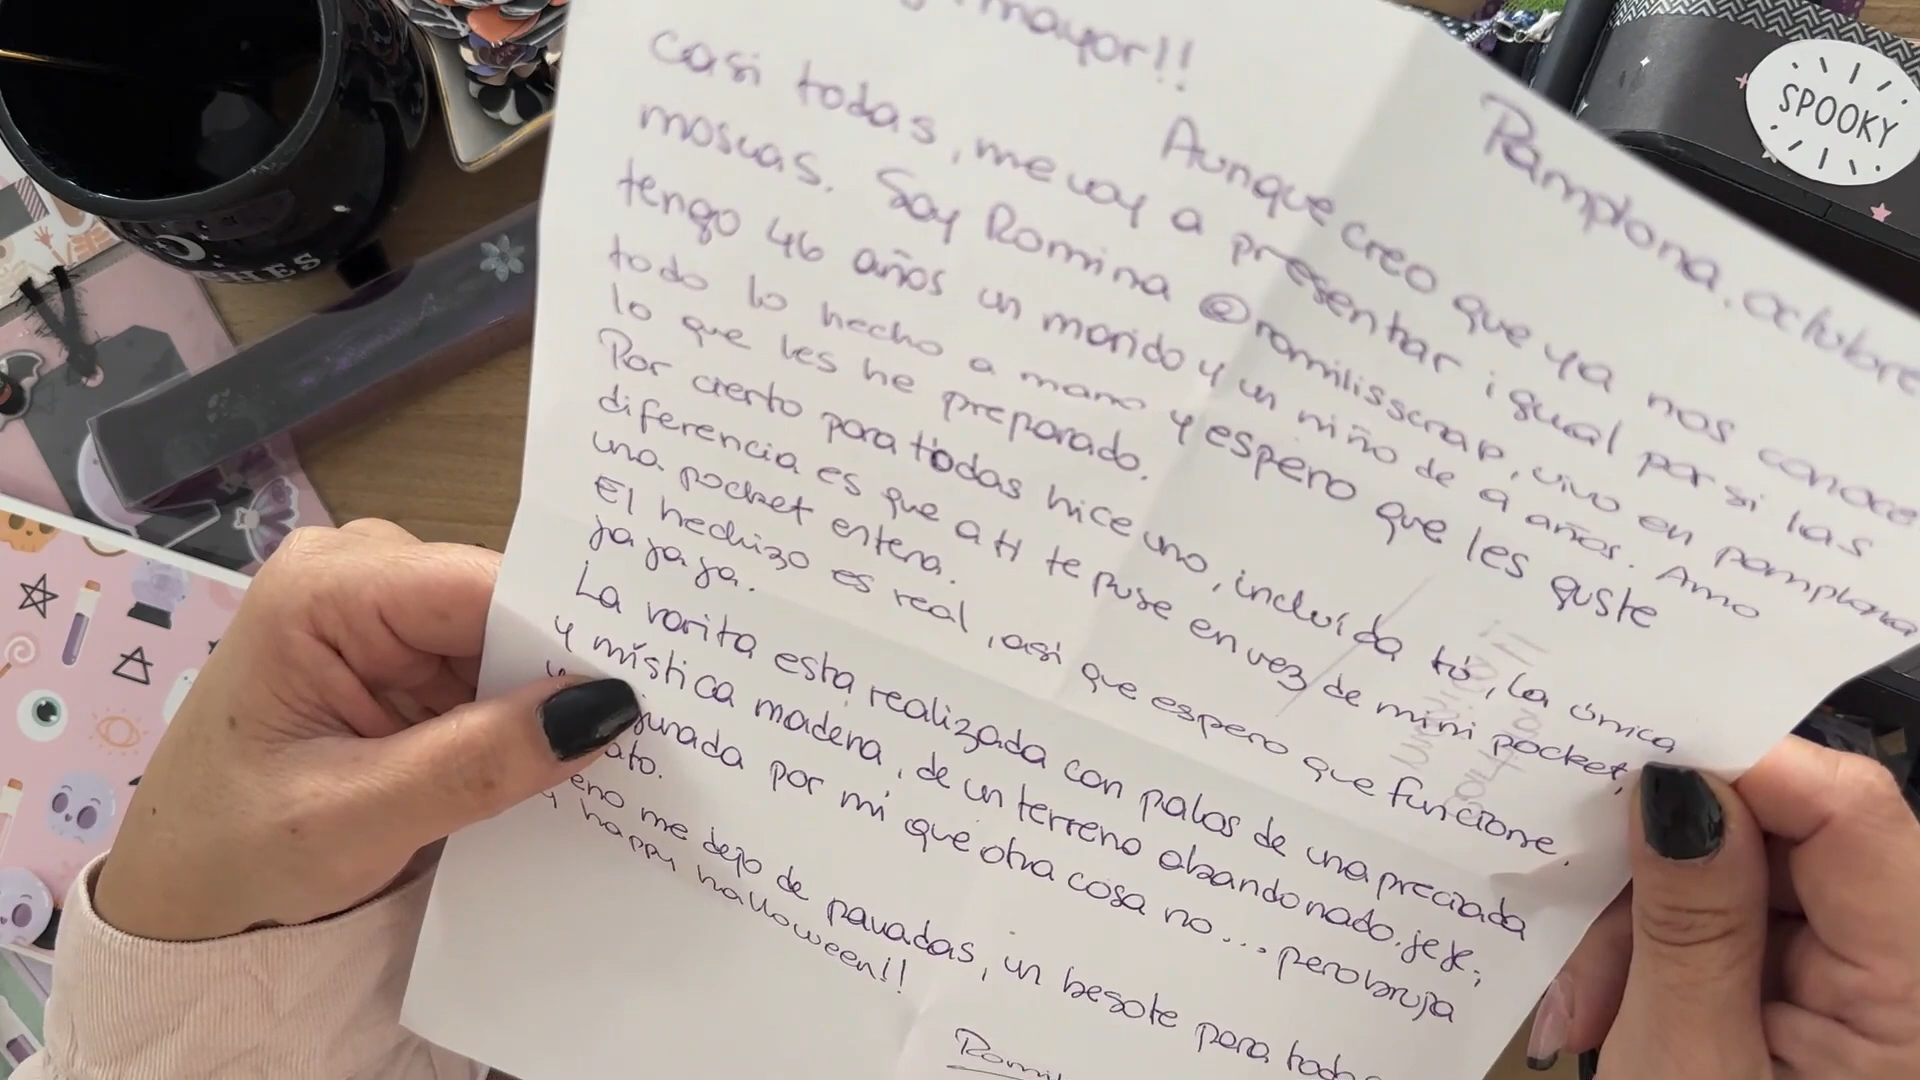 Pamplona, octubre
mayor!!
Aunque creo que ya nos conoce
casi todas, me voy a presentar igual por si las
moscas. Soy Romina @romilisscrap, vivo en pamplona
tengo 46 años un marido y un niño de 9 años. Amo
todo lo hecho a mano y espero que les guste
lo que les he preparado.
Por cierto para todas hice uno, incluída tú, la única
diferencia es que a ti te puse en vez de mini pocket,
una pocket entera.
El hechizo es real, asi que espero que funcione.
ja ja ja.
La varita esta realizada con palos de una preciada
y mística madera, de un terreno abandonado. jeje,
y jurada por mi que otra cosa no... pero bruja
ato.
eno me dejo de pavadas, un besote para todas
y happy halloween!!
SPOOKY